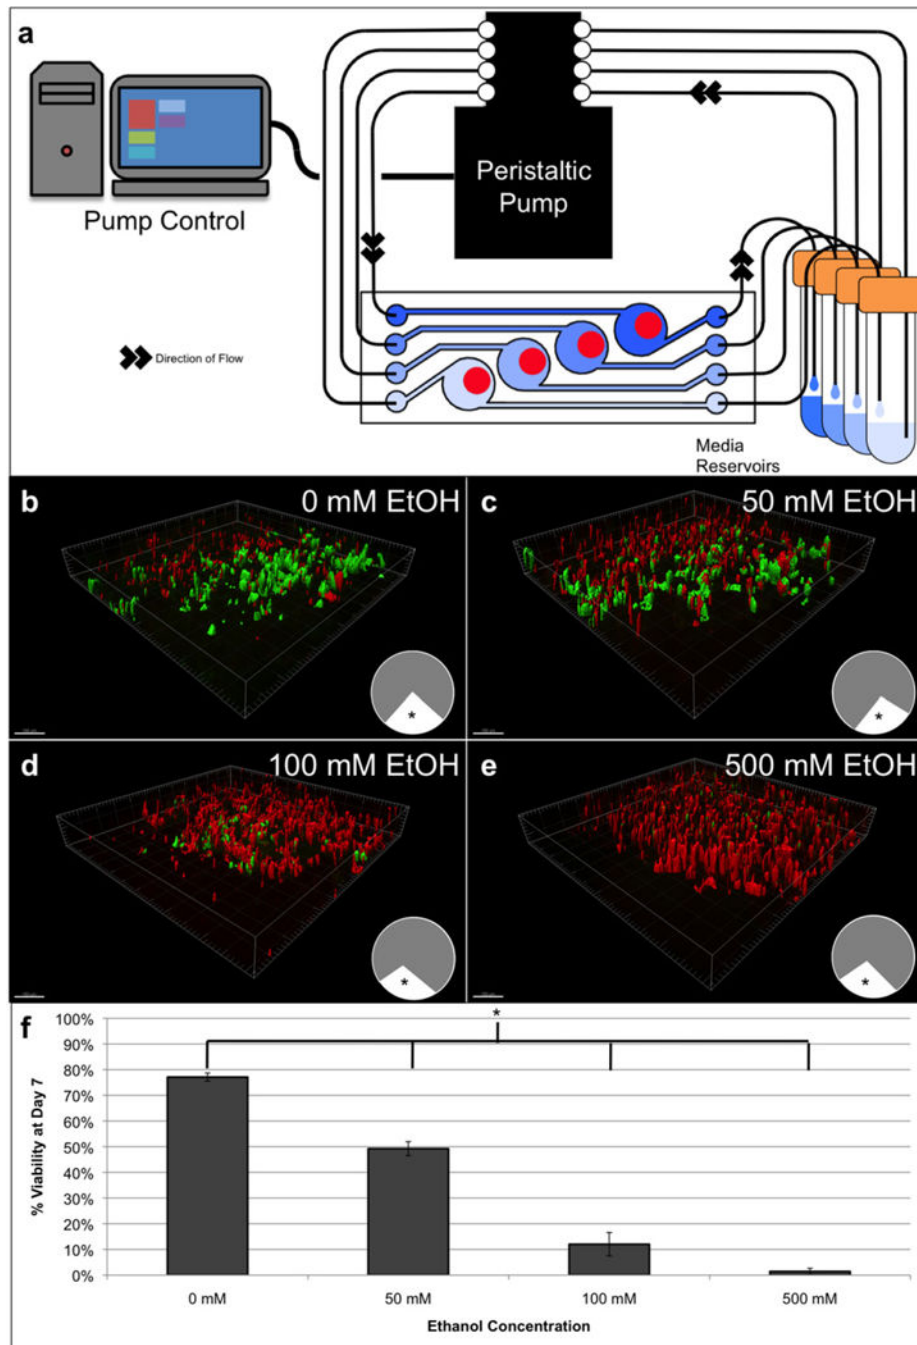 a
Peristaltic
Pump
Pump Control
Direction of Flow
Media
Reservoirs
b
0 mM EtOH
*
c
50 mM EtOH
*
d
100 mM EtOH
*
e
500 mM EtOH
*
f
*
100%
90%
80%
70%
60%
50%
40%
30%
20%
10%
0%
% Viability at Day 7
0 mM
50 mM
100 mM
500 mM
Ethanol Concentration